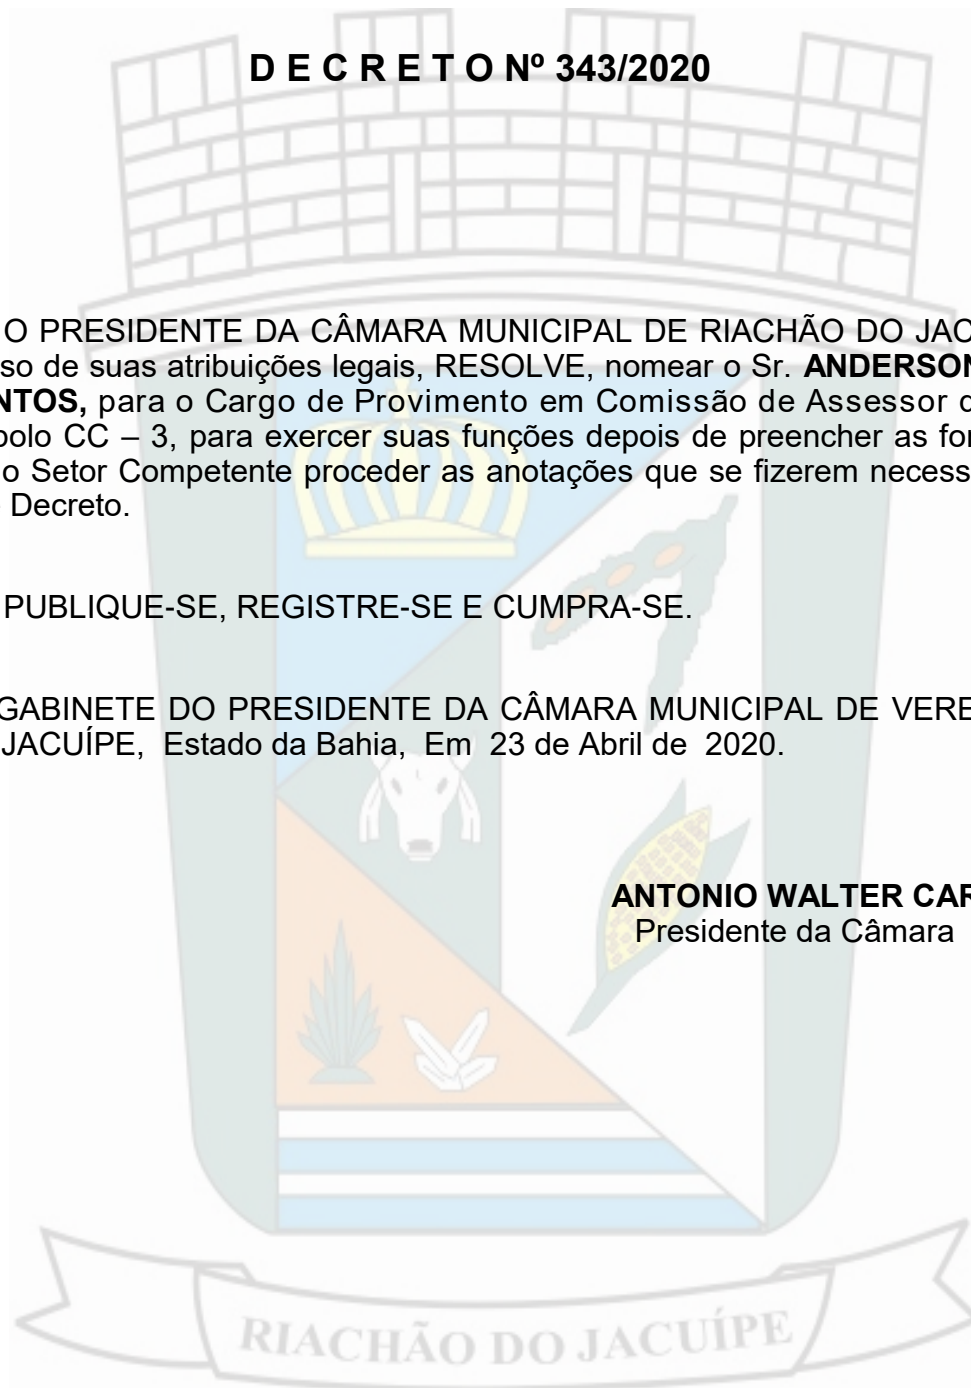 D E C R E T O Nº 343/2020
O PRESIDENTE DA CÂMARA MUNICIPAL DE RIACHÃO DO JAC
so de suas atribuições legais, RESOLVE, nomear o Sr. ANDERSON
NTOS, para o Cargo de Provimento em Comissão de Assessor d
bolo CC – 3, para exercer suas funções depois de preencher as for
o Setor Competente proceder as anotações que se fizerem necess
Decreto.
PUBLIQUE-SE, REGISTRE-SE E CUMPRA-SE.
GABINETE DO PRESIDENTE DA CÂMARA MUNICIPAL DE VERE
JACUÍPE, Estado da Bahia, Em 23 de Abril de 2020.
ANTONIO WALTER CAR
Presidente da Câmara
RIACHÃO DO JACUÍPE